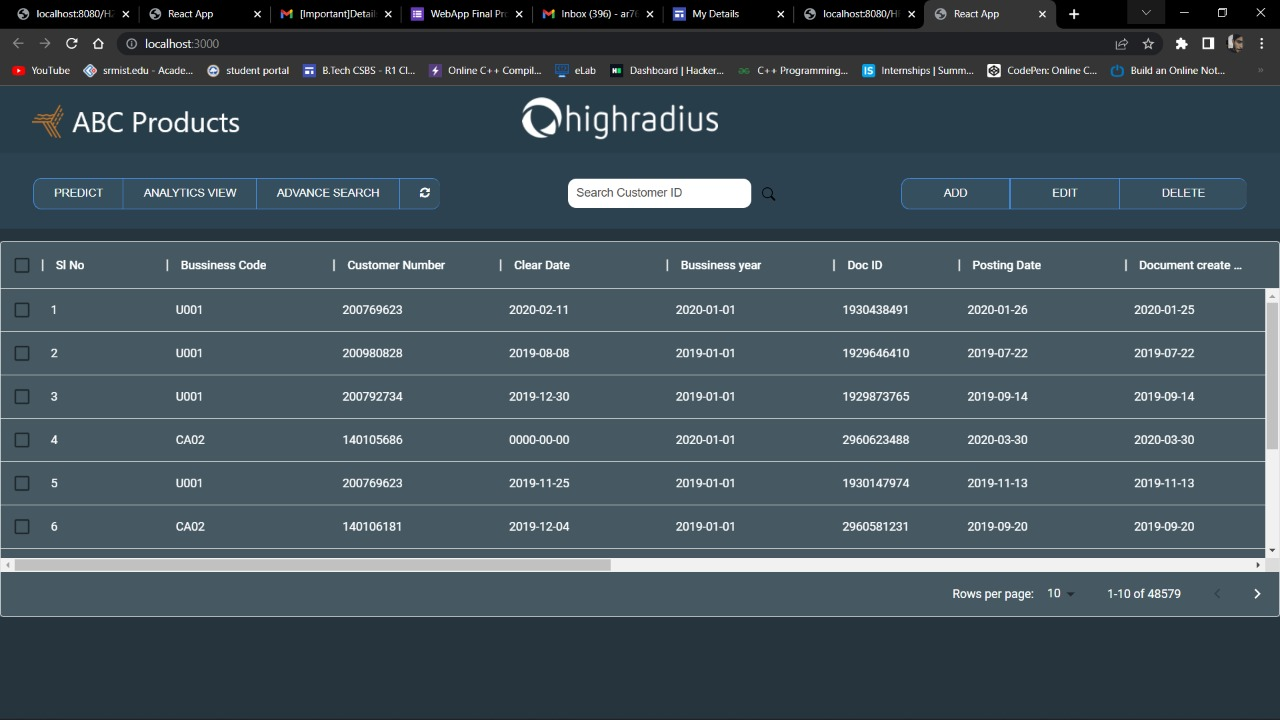 localhost:8080/H2 React App [Important]Detail WebApp Final Pro Inbox (396) - ar76 My Details localhost:8080/HI React App
localhost:3000
YouTube srmist.edu - Acade... student portal B.Tech CSBS - R1 Cl... Online C++ Compil... eLab Dashboard | Hacker... C++ Programming... Internships | Summ... CodePen: Online C... Build an Online Not... »
ABC Products highradius
PREDICT ANALYTICS VIEW ADVANCE SEARCH Search Customer ID ADD EDIT DELETE
Sl No Bussiness Code Customer Number Clear Date Bussiness year Doc ID Posting Date Document create ...
1 U001 200769623 2020-02-11 2020-01-01 1930438491 2020-01-26 2020-01-25
2 U001 200980828 2019-08-08 2019-01-01 1929646410 2019-07-22 2019-07-22
3 U001 200792734 2019-12-30 2019-01-01 1929873765 2019-09-14 2019-09-14
4 CA02 140105686 0000-00-00 2020-01-01 2960623488 2020-03-30 2020-03-30
5 U001 200769623 2019-11-25 2019-01-01 1930147974 2019-11-13 2019-11-13
6 CA02 140106181 2019-12-04 2019-01-01 2960581231 2019-09-20 2019-09-20
Rows per page: 10 1-10 of 48579